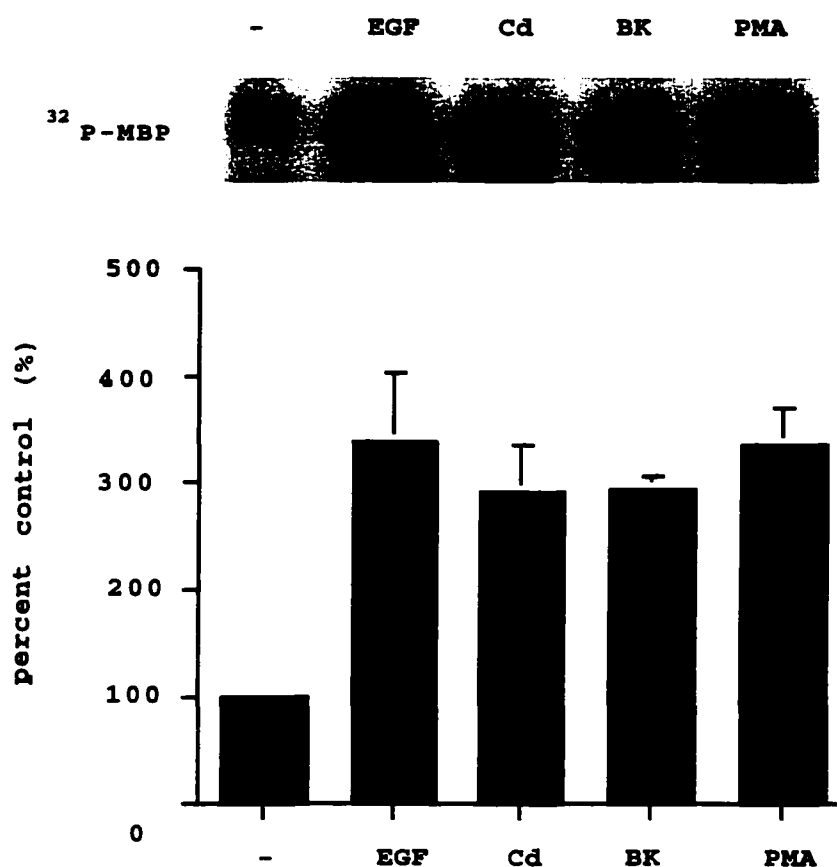 - EGF Cd BK PMA
32 P-MBP
500
400
300
200
100
0
percent control (%)
- EGF Cd BK PMA